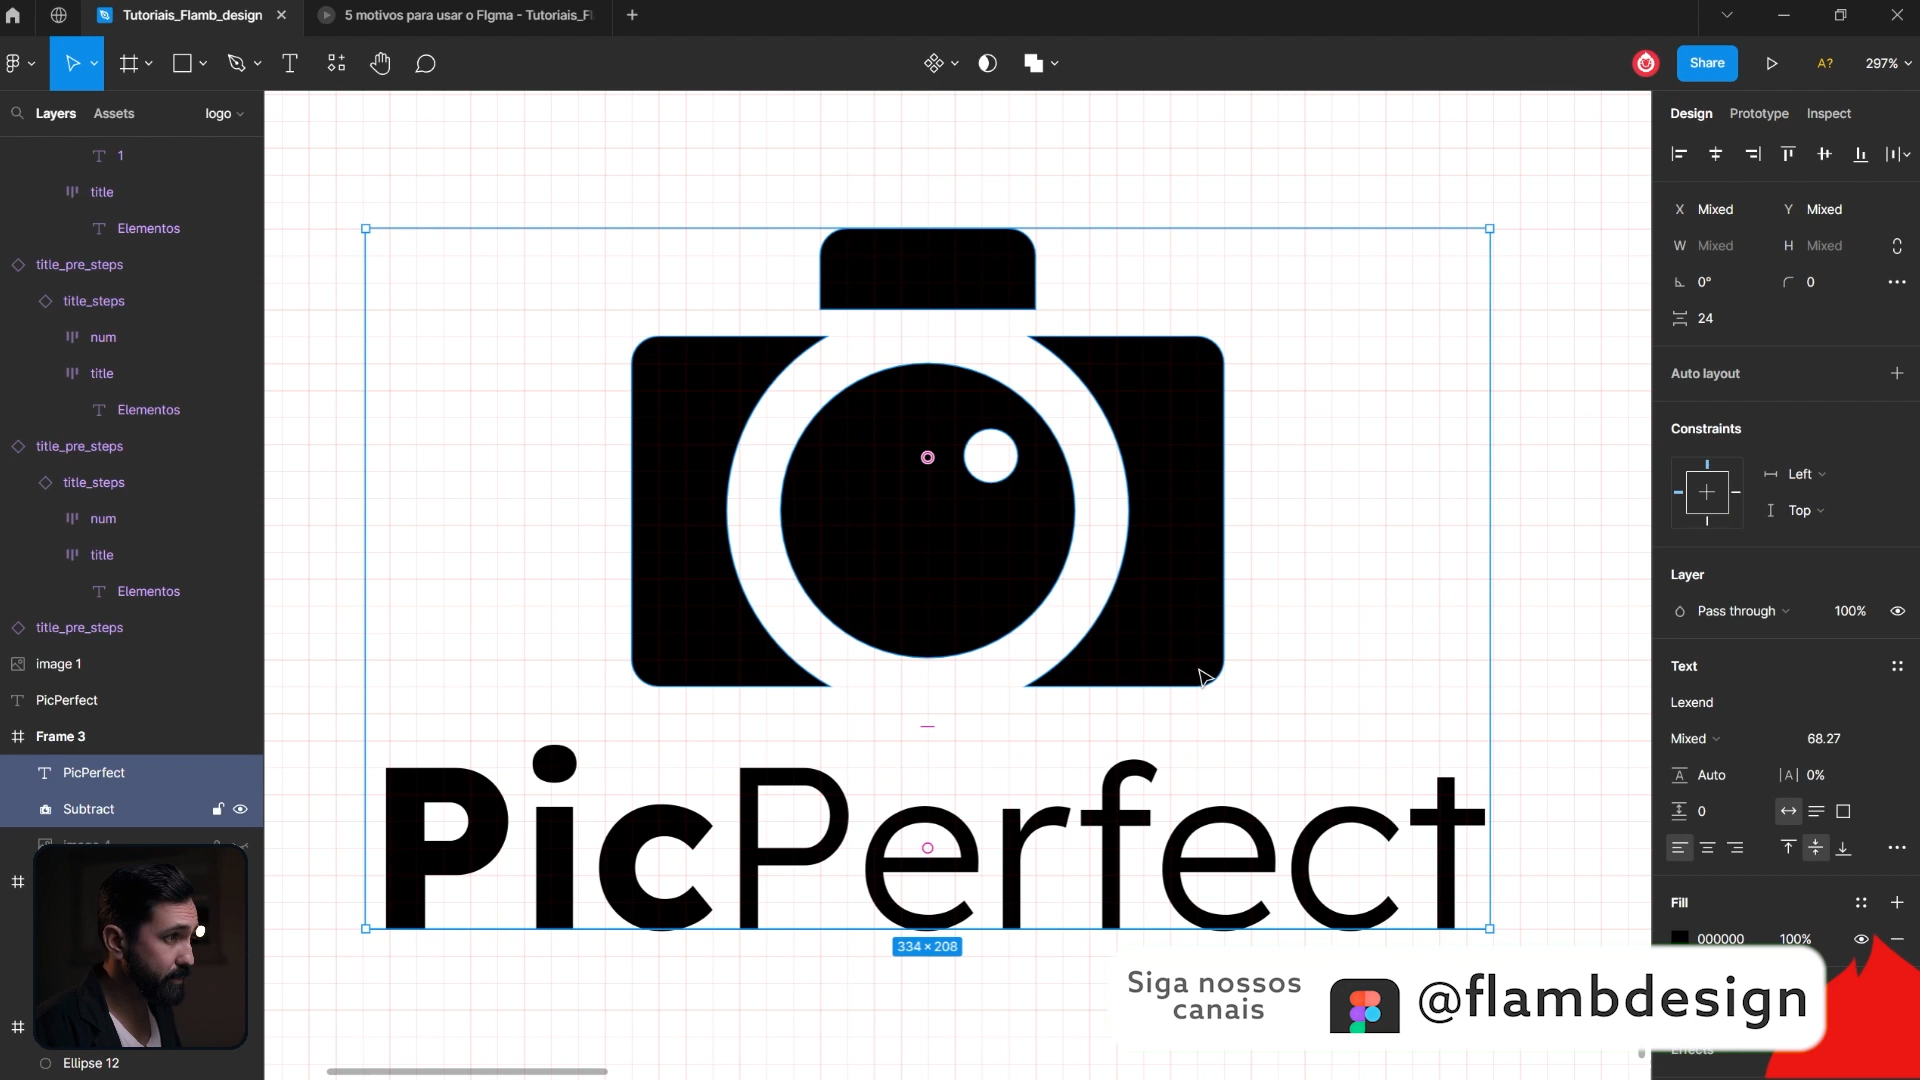 Tutoriais_Flamb_design
5 motivos para usar o FIgma - Tutoriais_F
Share
A?
297%
Layers
Assets
logo
1
title
Elementos
title_pre_steps
title_steps
num
title
Elementos
title_pre_steps
title_steps
num
title
Elementos
title_pre_steps
image 1
PicPerfect
Frame 3
PicPerfect
Subtract
Ellipse 12
PicPerfect
334 × 208
Siga nossos
canais
@flambdesign
Design
Prototype
Inspect
X Mixed
Y Mixed
W Mixed
H Mixed
0°
0
24
Auto layout
Constraints
Left
Top
Layer
Pass through
100%
Text
Lexend
Mixed
68.27
Auto
|A| 0%
0
Fill
000000
100%
Effects